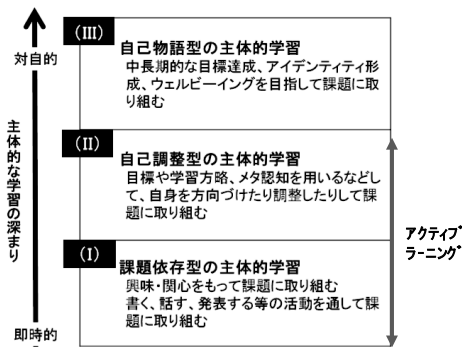 対自的
主体的な学習の深まり
即時的
(III)
自己物語型の主体的学習
中長期的な目標達成、アイデンティティ形
成、ウェルビーイングを目指して課題に取
り組む
(II)
自己調整型の主体的学習
目標や学習方略、メタ認知を用いるなどし
て、自身を方向づけたり調整したりして課
題に取り組む
(I)
課題依存型の主体的学習
興味・関心をもって課題に取り組む
書く、話す、発表する等の活動を通して課
題に取り組む
アクティブ
ラーニング